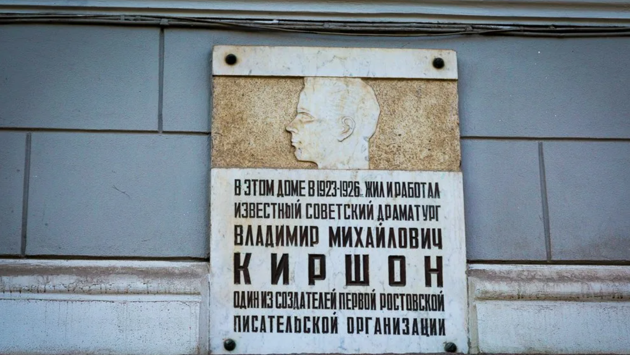 В ЭТОМ ДОМЕ В 1923-1926 г. ЖИЛ И РАБОТАЛ
ИЗВЕСТНЫЙ СОВЕТСКИЙ ДРАМАТУРГ
ВЛАДИМИР МИХАЙЛОВИЧ
КИРШОН
ОДИН ИЗ СОЗДАТЕЛЕЙ ПЕРВОЙ РОСТОВСКОЙ
ПИСАТЕЛЬСКОЙ ОРГАНИЗАЦИИ